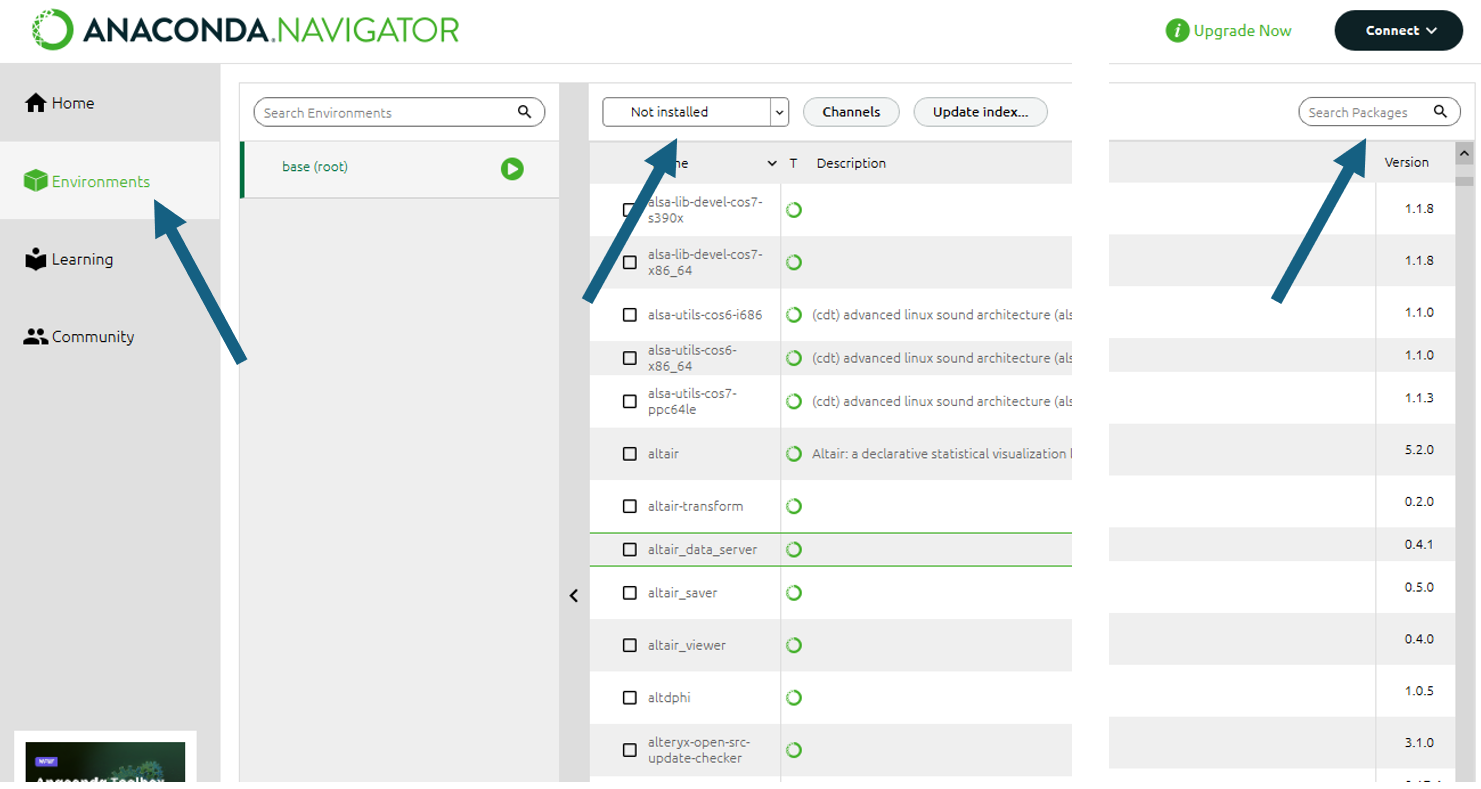 ANACONDA.NAVIGATOR
i Upgrade Now
Connect
Home
Environments
Learning
Community
Search Environments
base (root)
Not installed
Channels
Update index...
Search Packages
T
Description
Version
alsa-lib-devel-cos7-
s390x
1.1.8
alsa-lib-devel-cos7-
x86_64
1.1.8
alsa-utils-cos6-i686
(cdt) advanced linux sound architecture (als
1.1.0
alsa-utils-cos6-
x86_64
(cdt) advanced linux sound architecture (als
1.1.0
alsa-utils-cos7-
ppc64le
(cdt) advanced linux sound architecture (als
1.1.3
altair
Altair: a declarative statistical visualization
5.2.0
altair-transform
0.2.0
altair_data_server
0.4.1
altair_saver
0.5.0
altair_viewer
0.4.0
altdphi
1.0.5
alteryx-open-src-
update-checker
3.1.0
NEW
Anaconda Toolbox